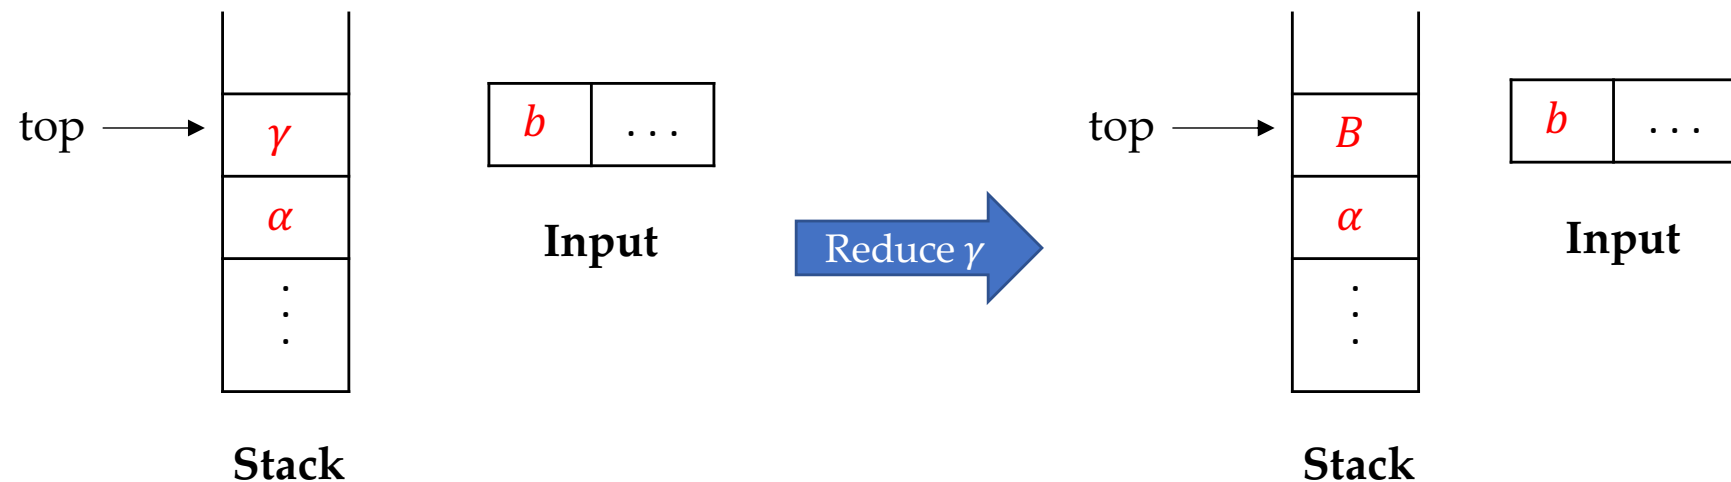 top
γ
b
. . .
α
Input
.
.
.
Stack
Reduce γ
top
B
b
. . .
α
Input
.
.
.
Stack